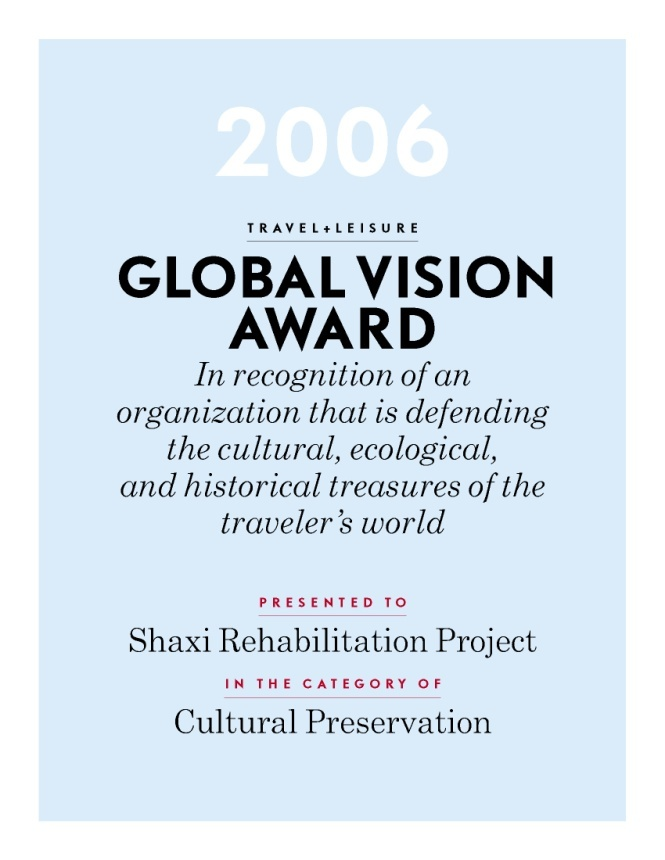 2006
TRAVEL+LEISURE
GLOBAL VISION
AWARD
In recognition of an
organization that is defending
the cultural, ecological,
and historical treasures of the
traveler's world
PRESENTED TO
Shaxi Rehabilitation Project
IN THE CATEGORY OF
Cultural Preservation